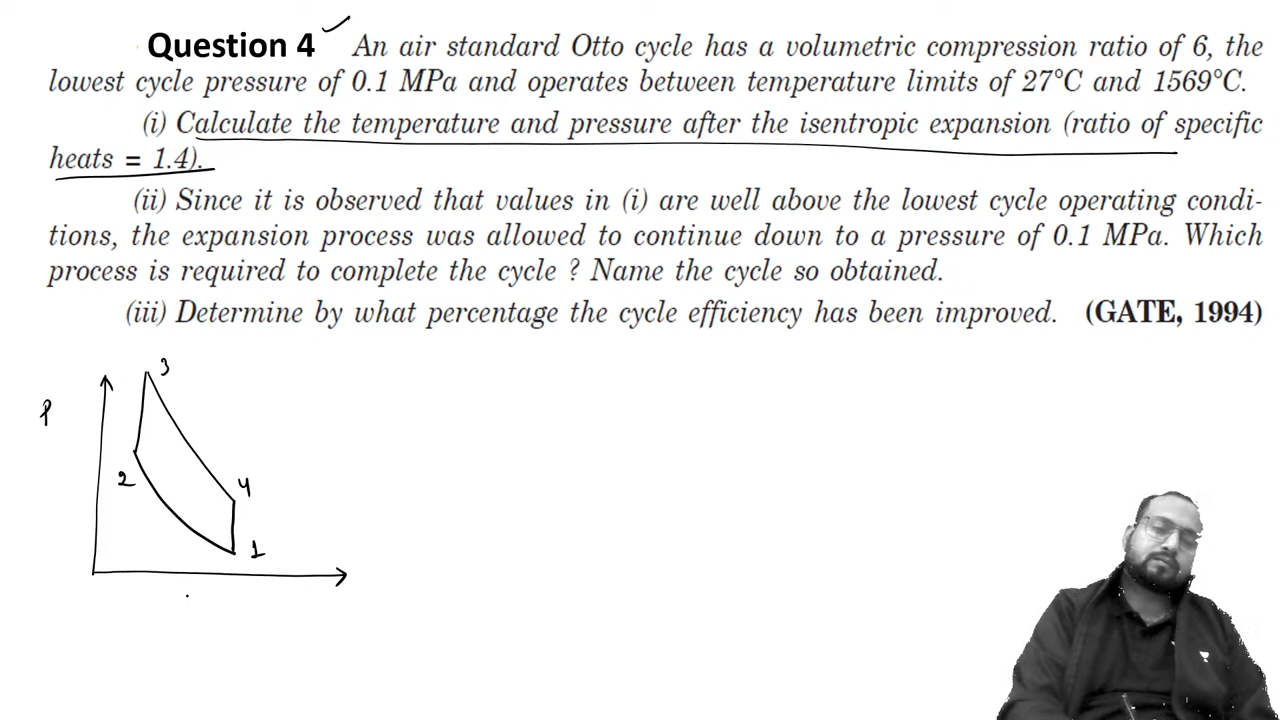 Question 4 An air standard Otto cycle has a volumetric compression ratio of 6, the
lowest cycle pressure of 0.1 MPa and operates between temperature limits of 27°C and 1569°C.
(i) Calculate the temperature and pressure after the isentropic expansion (ratio of specific
heats = 1.4).
(ii) Since it is observed that values in (i) are well above the lowest cycle operating condi-
tions, the expansion process was allowed to continue down to a pressure of 0.1 MPa. Which
process is required to complete the cycle ? Name the cycle so obtained.
(iii) Determine by what percentage the cycle efficiency has been improved. (GATE, 1994)
3
P
2
4
1